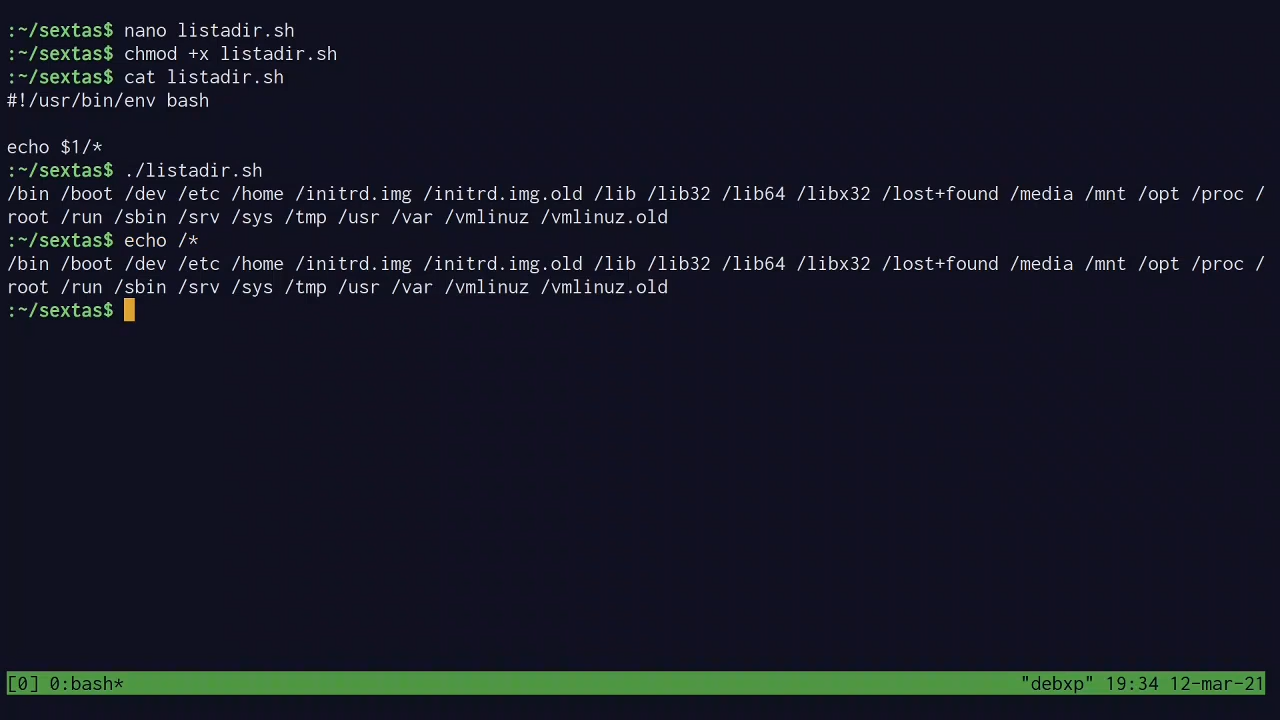 :~/sextas$ nano listadir.sh
:~/sextas$ chmod +x listadir.sh
:~/sextas$ cat listadir.sh
#!/usr/bin/env bash

echo $1/*
:~/sextas$ ./listadir.sh
/bin /boot /dev /etc /home /initrd.img /initrd.img.old /lib /lib32 /lib64 /libx32 /lost+found /media /mnt /opt /proc /
root /run /sbin /srv /sys /tmp /usr /var /vmlinuz /vmlinuz.old
:~/sextas$ echo /*
/bin /boot /dev /etc /home /initrd.img /initrd.img.old /lib /lib32 /lib64 /libx32 /lost+found /media /mnt /opt /proc /
root /run /sbin /srv /sys /tmp /usr /var /vmlinuz /vmlinuz.old
:~/sextas$
[0] 0:bash* "debxp" 19:34 12-mar-21